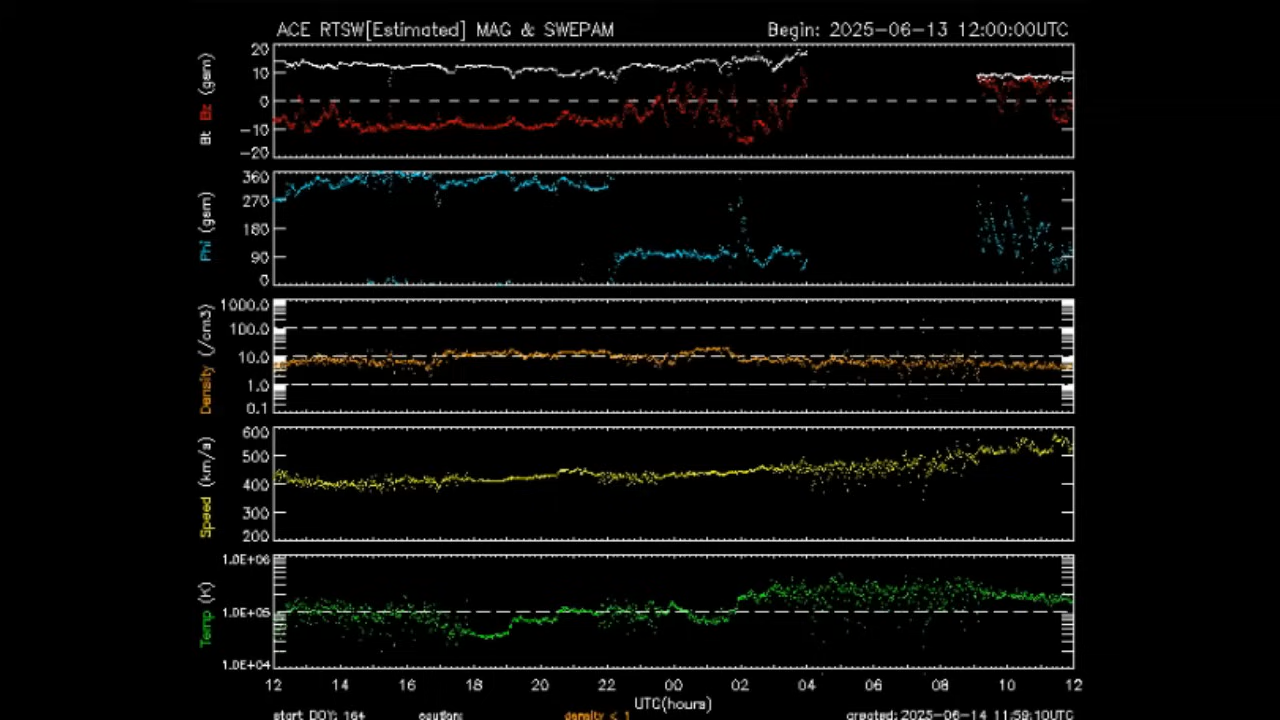 ACE RTSW[Estimated] MAG & SWEPAM Begin: 2025-06-13 12:00:00UTC
Bt Bz (gsm)
20
10
0
-10
-20
Phi (gsm)
360
270
180
90
0
Density (/cm3)
1000.0
100.0
10.0
1.0
0.1
Speed (km/s)
600
500
400
300
200
Temp (K)
1.0E+06
1.0E+05
1.0E+04
12 14 16 18 20 22 00 02 04 06 08 10 12
UTC(hours)
start DOY: 164 caution: density < 1 created: 2025-06-14 11:59:10UTC